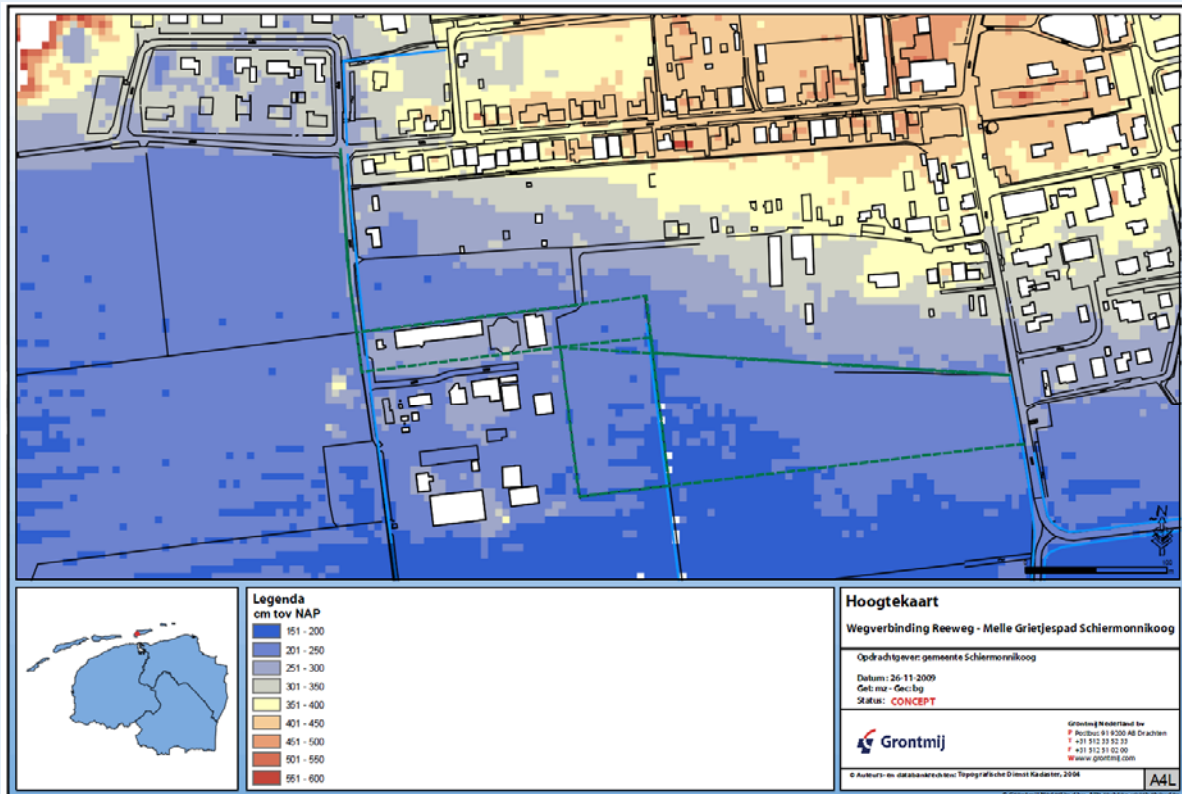 N
Legenda
cm tov NAP
151 - 200
201 - 250
251 - 300
301 - 350
351 - 400
401 - 450
451 - 500
501 - 550
551 - 600
Hoogtekaart
Wegverbinding Reeweg - Melle Grietjespad Schiermonnikoog
Opdrachtgever: gemeente Schiermonnikoog
Datum: 26-11-2009
Get: mz - Gec: bg
Status: CONCEPT
Grontmij
Grontmij Nederland bv
P Postbus 91 9200 AB Drachten
T +31 512 33 52 33
F +31 512 51 02 00
W www.grontmij.com
© Auteurs- en databankrechten: Topografische Dienst Kadaster, 2004
A4L